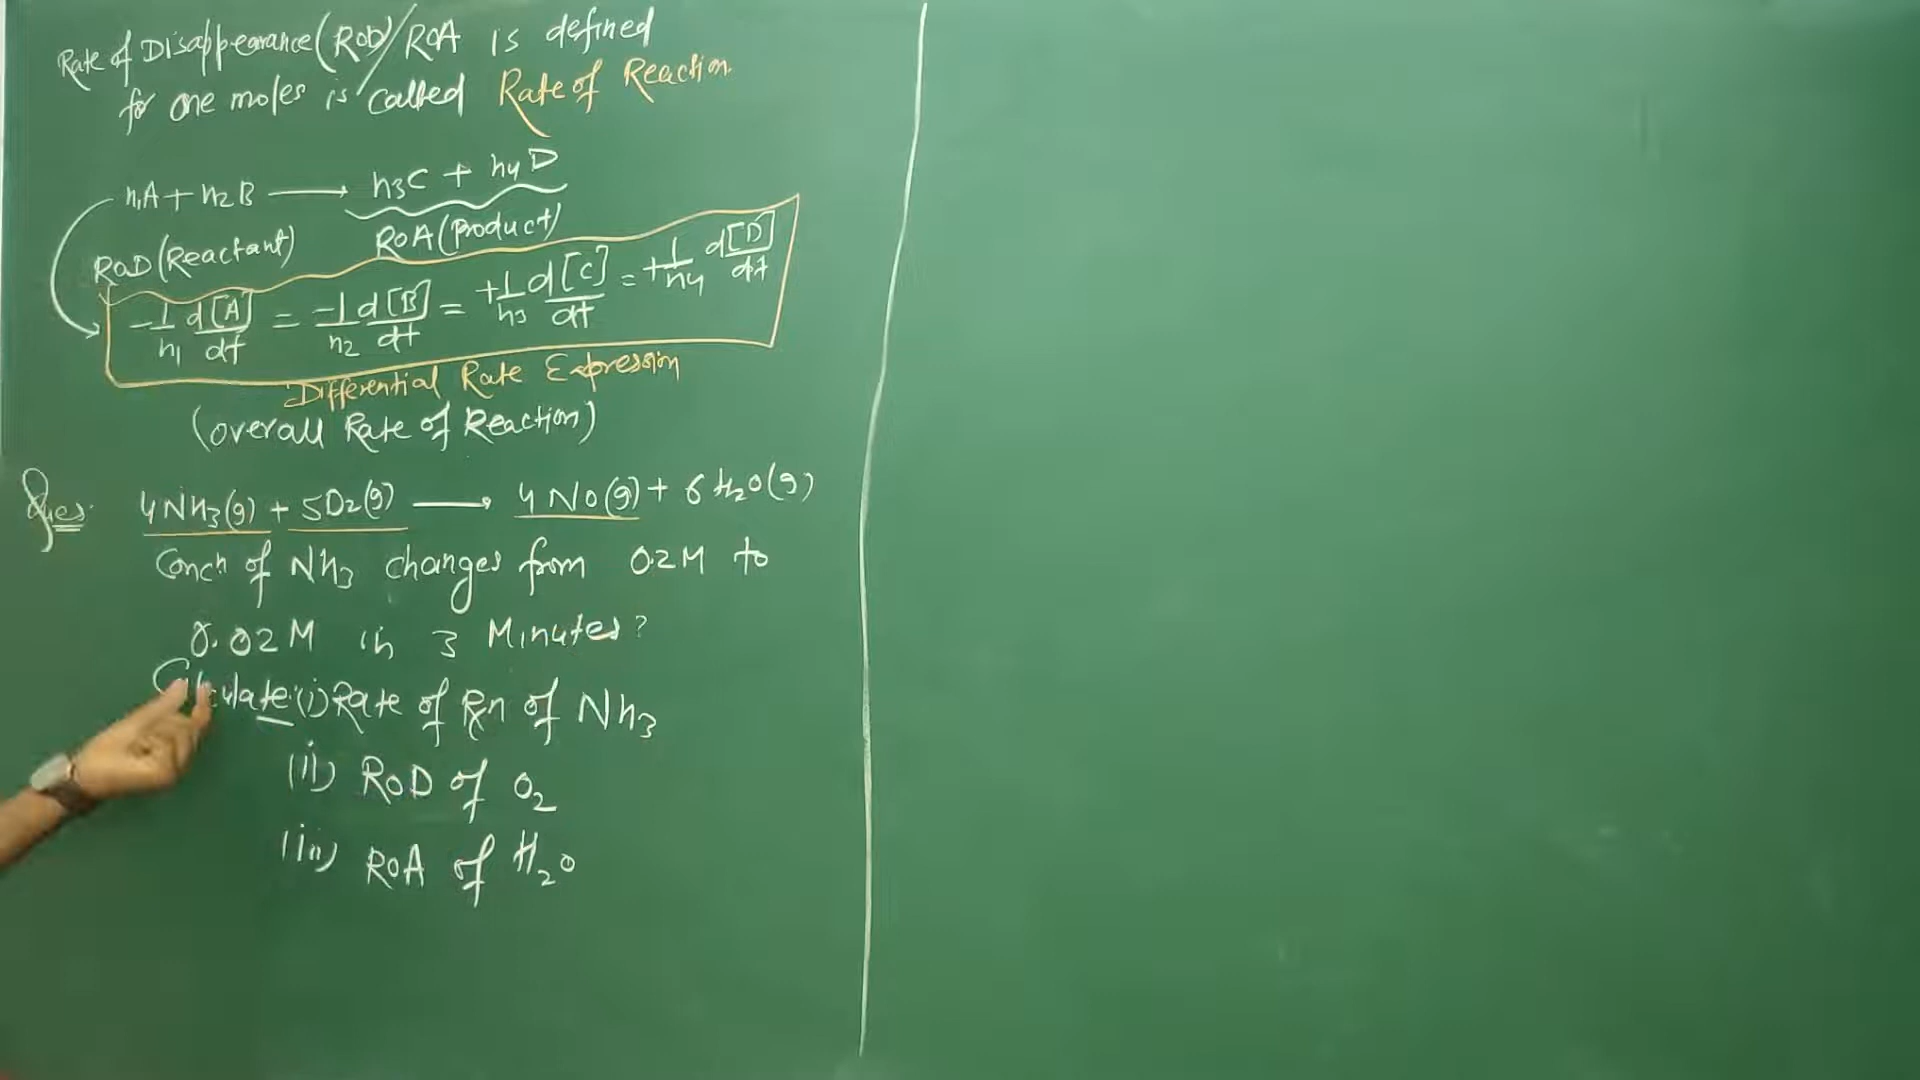 Rate of Disappearance (ROD)/ROA is defined
for one moles is called Rate of Reaction.
n1A + n2B ⟶ n3C + n4D
ROD (Reactant) ROA (Product)
-1/n1 d[A]/dt = -1/n2 d[B]/dt = +1/n3 d[C]/dt = +1/n4 d[D]/dt
Differential Rate Expression
(overall Rate of Reaction)
Ques. 4NH3(g) + 5O2(g) ⟶ 4NO(g) + 6H2O(g)
Concn of NH3 changes from 0.2M to
0.02M in 3 Minutes?
Calculate:(i) Rate of Rxn of NH3
(ii) ROD of O2
(iii) ROA of H2O